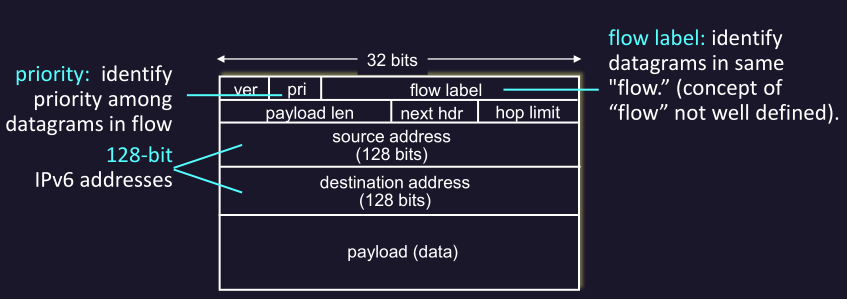 32 bits
priority: identify
priority among
datagrams in flow
128-bit
IPv6 addresses
ver pri flow label
payload len next hdr hop limit
source address
(128 bits)
destination address
(128 bits)
payload (data)
flow label: identify
datagrams in same
"flow.” (concept of
“flow” not well defined).